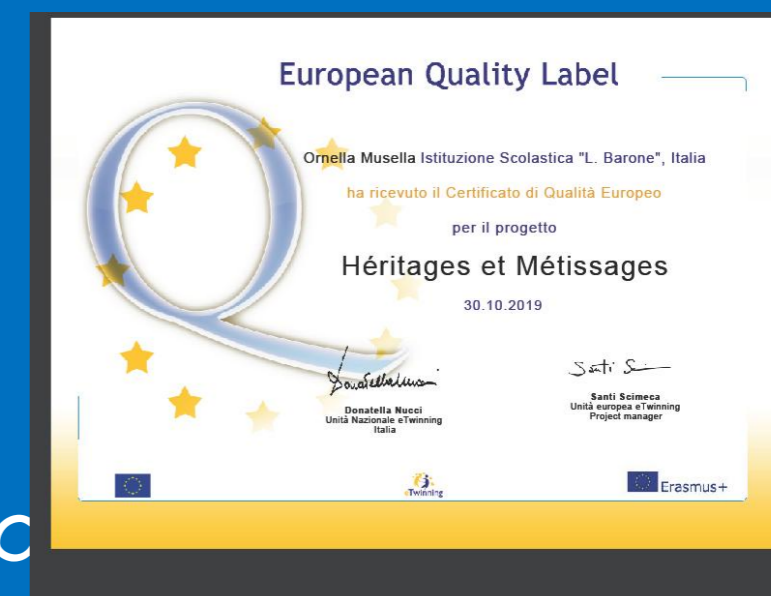 European Quality Label
Ornella Musella Istituzione Scolastica "L. Barone", Italia
ha ricevuto il Certificato di Qualità Europeo
per il progetto
Héritages et Métissages
30.10.2019
Donatella Nucci
Unità Nazionale eTwinning
Italia
Santi Scimeca
Unità europea eTwinning
Project manager
eTwinning
Erasmus+